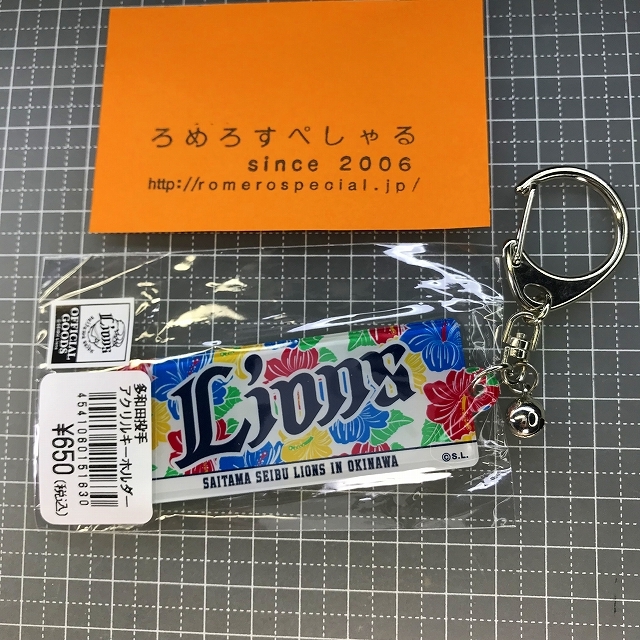 ろめろすぺしゃる
since 2006
http://romerospecial.jp/
OFFICIAL
GOODS
Lions
Lions
SAITAMA SEIBU LIONS IN OKINAWA
©S.L.
多和田投手
アクリルキーホルダー
4541080151630
¥650(税込)